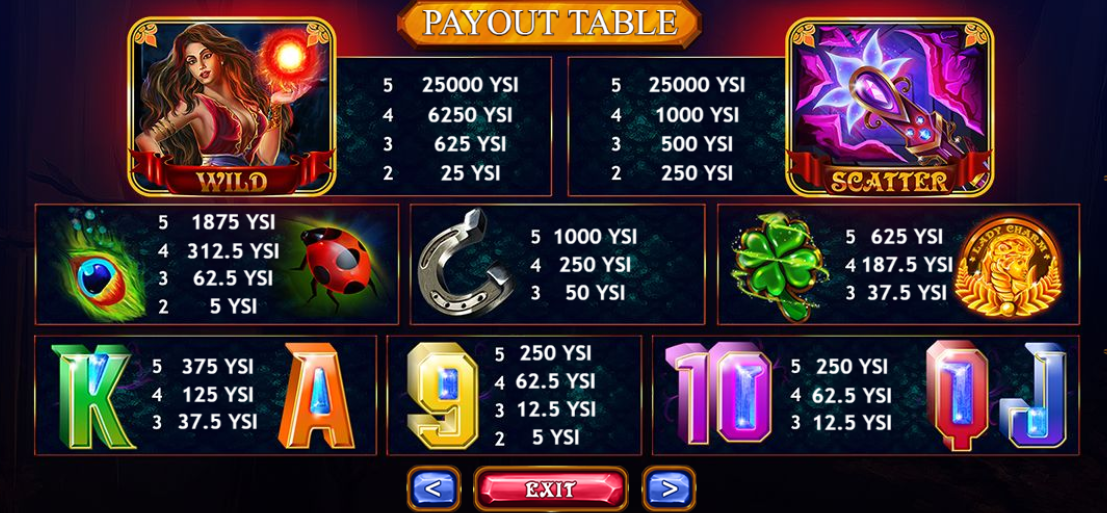 PAYOUT TABLE
WILD
5 25000 YSI
4 6250 YSI
3 625 YSI
2 25 YSI
5 25000 YSI
4 1000 YSI
3 500 YSI
2 250 YSI
SCATTER
5 1875 YSI
4 312.5 YSI
3 62.5 YSI
2 5 YSI
5 1000 YSI
4 250 YSI
3 50 YSI
5 625 YSI
4 187.5 YSI
3 37.5 YSI
LADY CHARM
K
5 375 YSI
4 125 YSI
3 37.5 YSI
A
9
5 250 YSI
4 62.5 YSI
3 12.5 YSI
2 5 YSI
10
5 250 YSI
4 62.5 YSI
3 12.5 YSI
Q J
< EXIT >